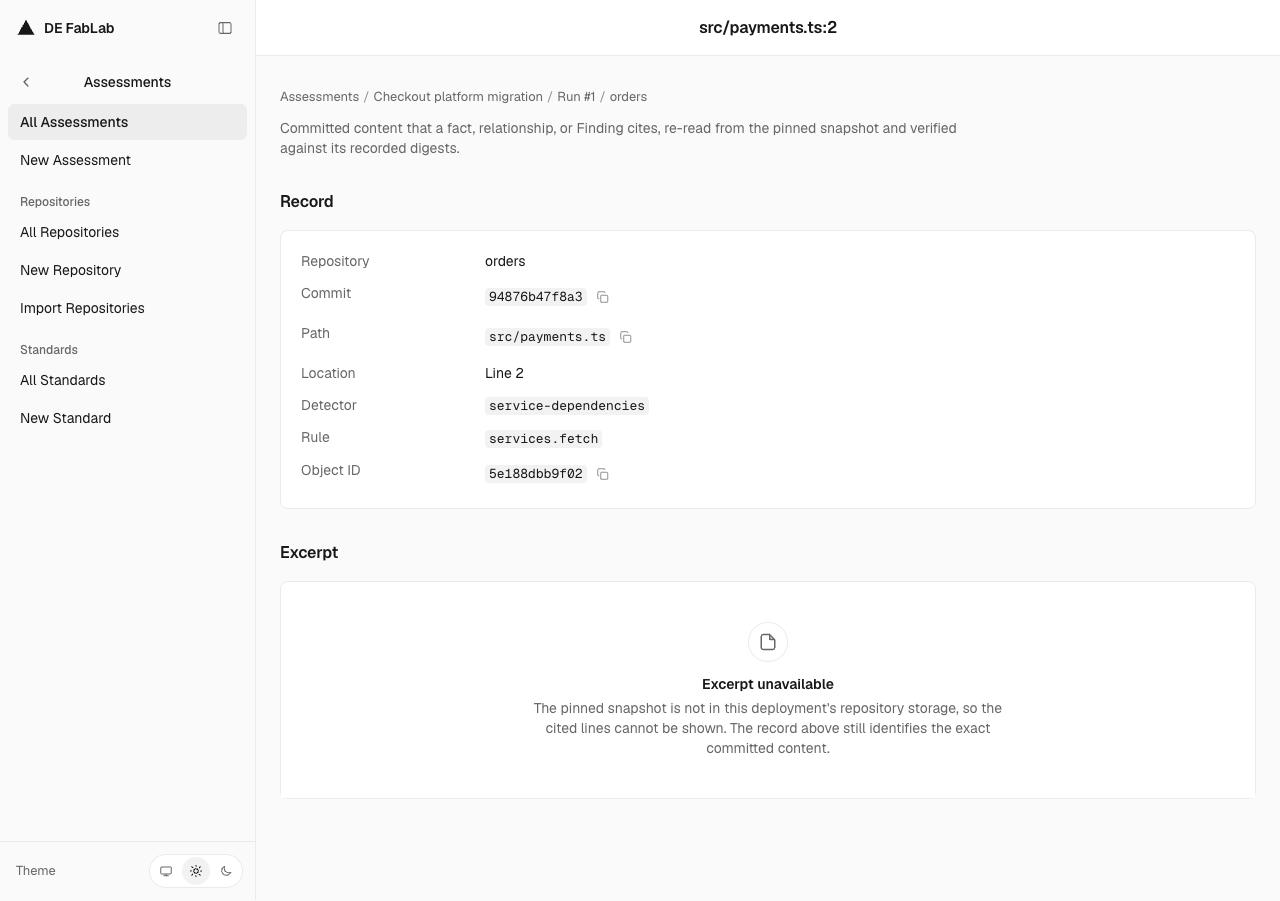 DE FabLab
Assessments
All Assessments
New Assessment
Repositories
All Repositories
New Repository
Import Repositories
Standards
All Standards
New Standard
Theme
src/payments.ts:2
Assessments / Checkout platform migration / Run #1 / orders
Committed content that a fact, relationship, or Finding cites, re-read from the pinned snapshot and verified
against its recorded digests.
Record
Repository orders
Commit 94876b47f8a3
Path src/payments.ts
Location Line 2
Detector service-dependencies
Rule services.fetch
Object ID 5e188dbb9f02
Excerpt
Excerpt unavailable
The pinned snapshot is not in this deployment's repository storage, so the
cited lines cannot be shown. The record above still identifies the exact
committed content.